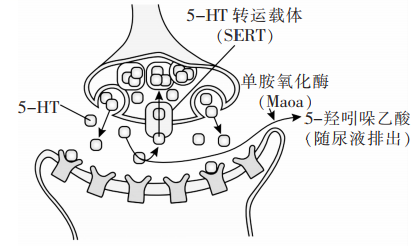 5-HT 转运载体
(SERT)
5-HT
单胺氧化酶
(Maoa)
5-羟吲哚乙酸
(随尿液排出)